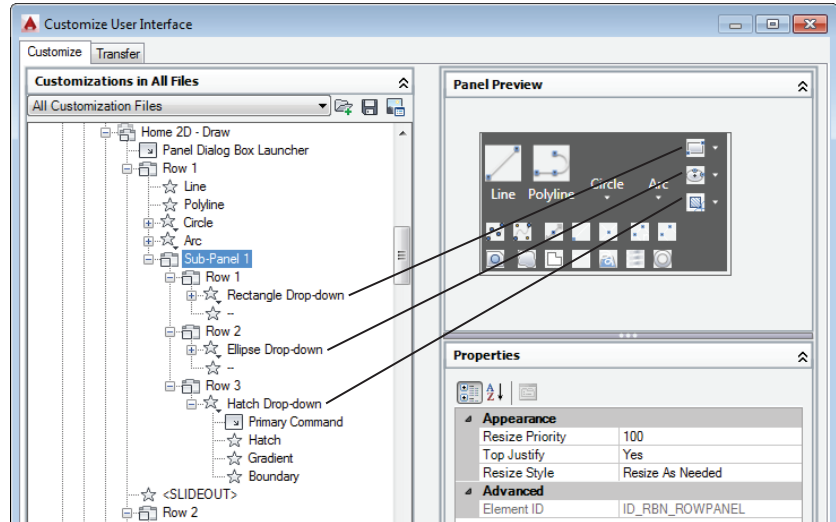 Customize User Interface
Customize
Transfer
Customizations in All Files
All Customization Files
Home 2D - Draw
Panel Dialog Box Launcher
Row 1
Line
Polyline
Circle
Arc
Sub-Panel 1
Row 1
Rectangle Drop-down
--
Row 2
Ellipse Drop-down
--
Row 3
Hatch Drop-down
Primary Command
Hatch
Gradient
Boundary
<SLIDEOUT>
Row 2
Panel Preview
Line Polyline Circle Arc
Properties
Appearance
Resize Priority 100
Top Justify Yes
Resize Style Resize As Needed
Advanced
Element ID ID_RBN_ROWPANEL